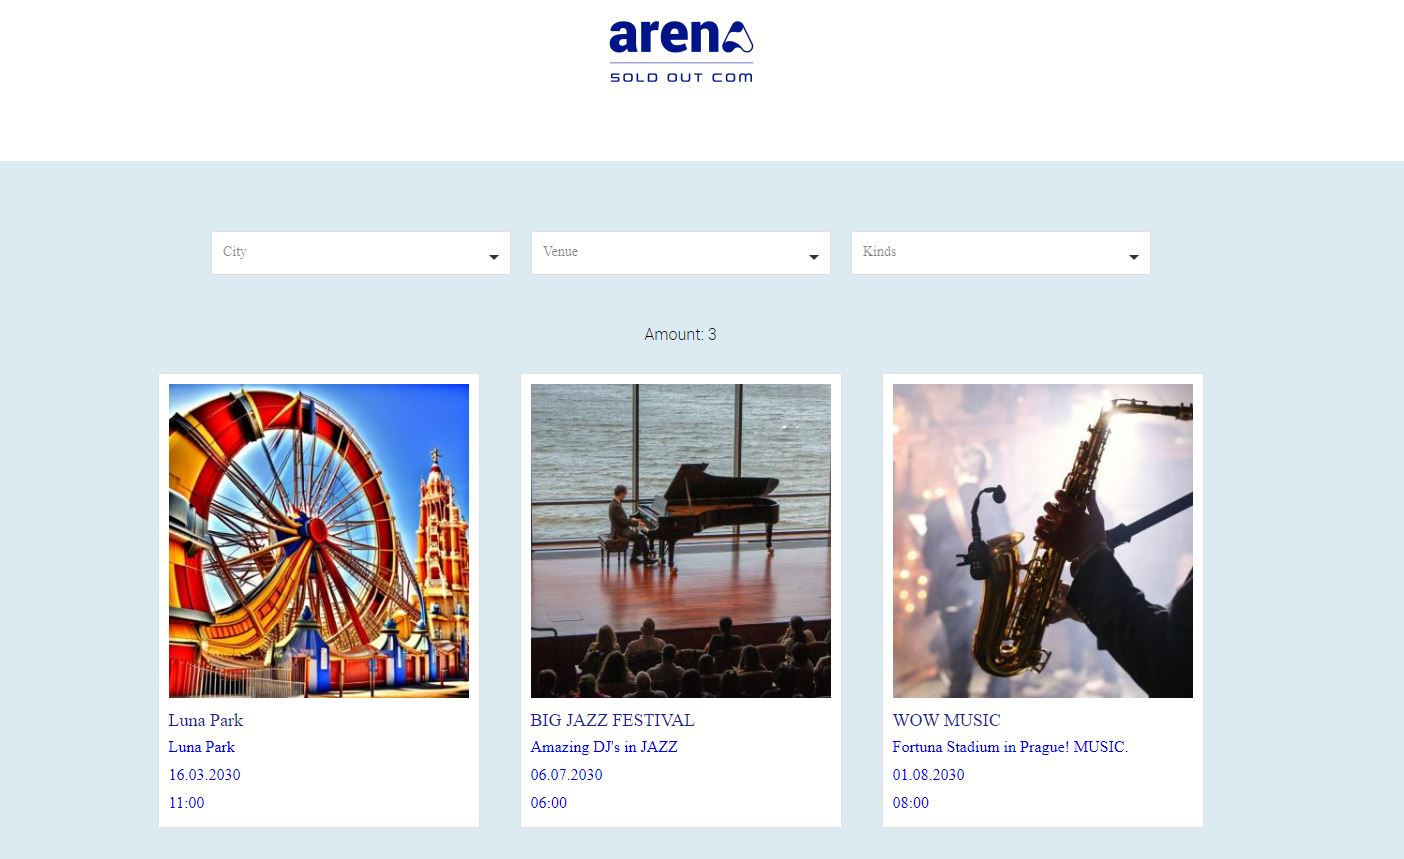 arena
SOLD OUT COM
City
Venue
Kinds
Amount: 3
Luna Park
Luna Park
16.03.2030
11:00
BIG JAZZ FESTIVAL
Amazing DJ's in JAZZ
06.07.2030
06:00
WOW MUSIC
Fortuna Stadium in Prague! MUSIC.
01.08.2030
08:00